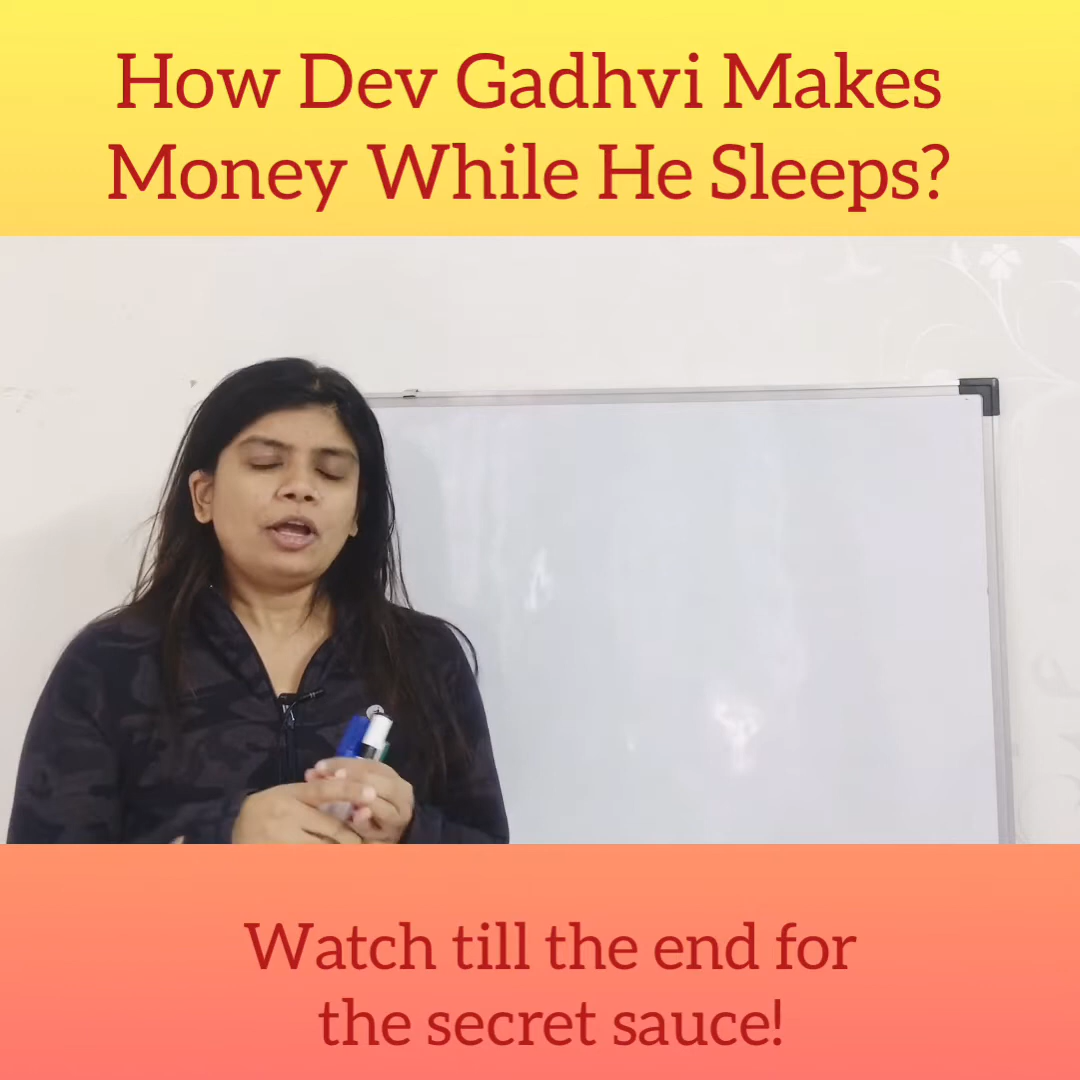 How Dev Gadhvi Makes
Money While He Sleeps?
Watch till the end for
the secret sauce!